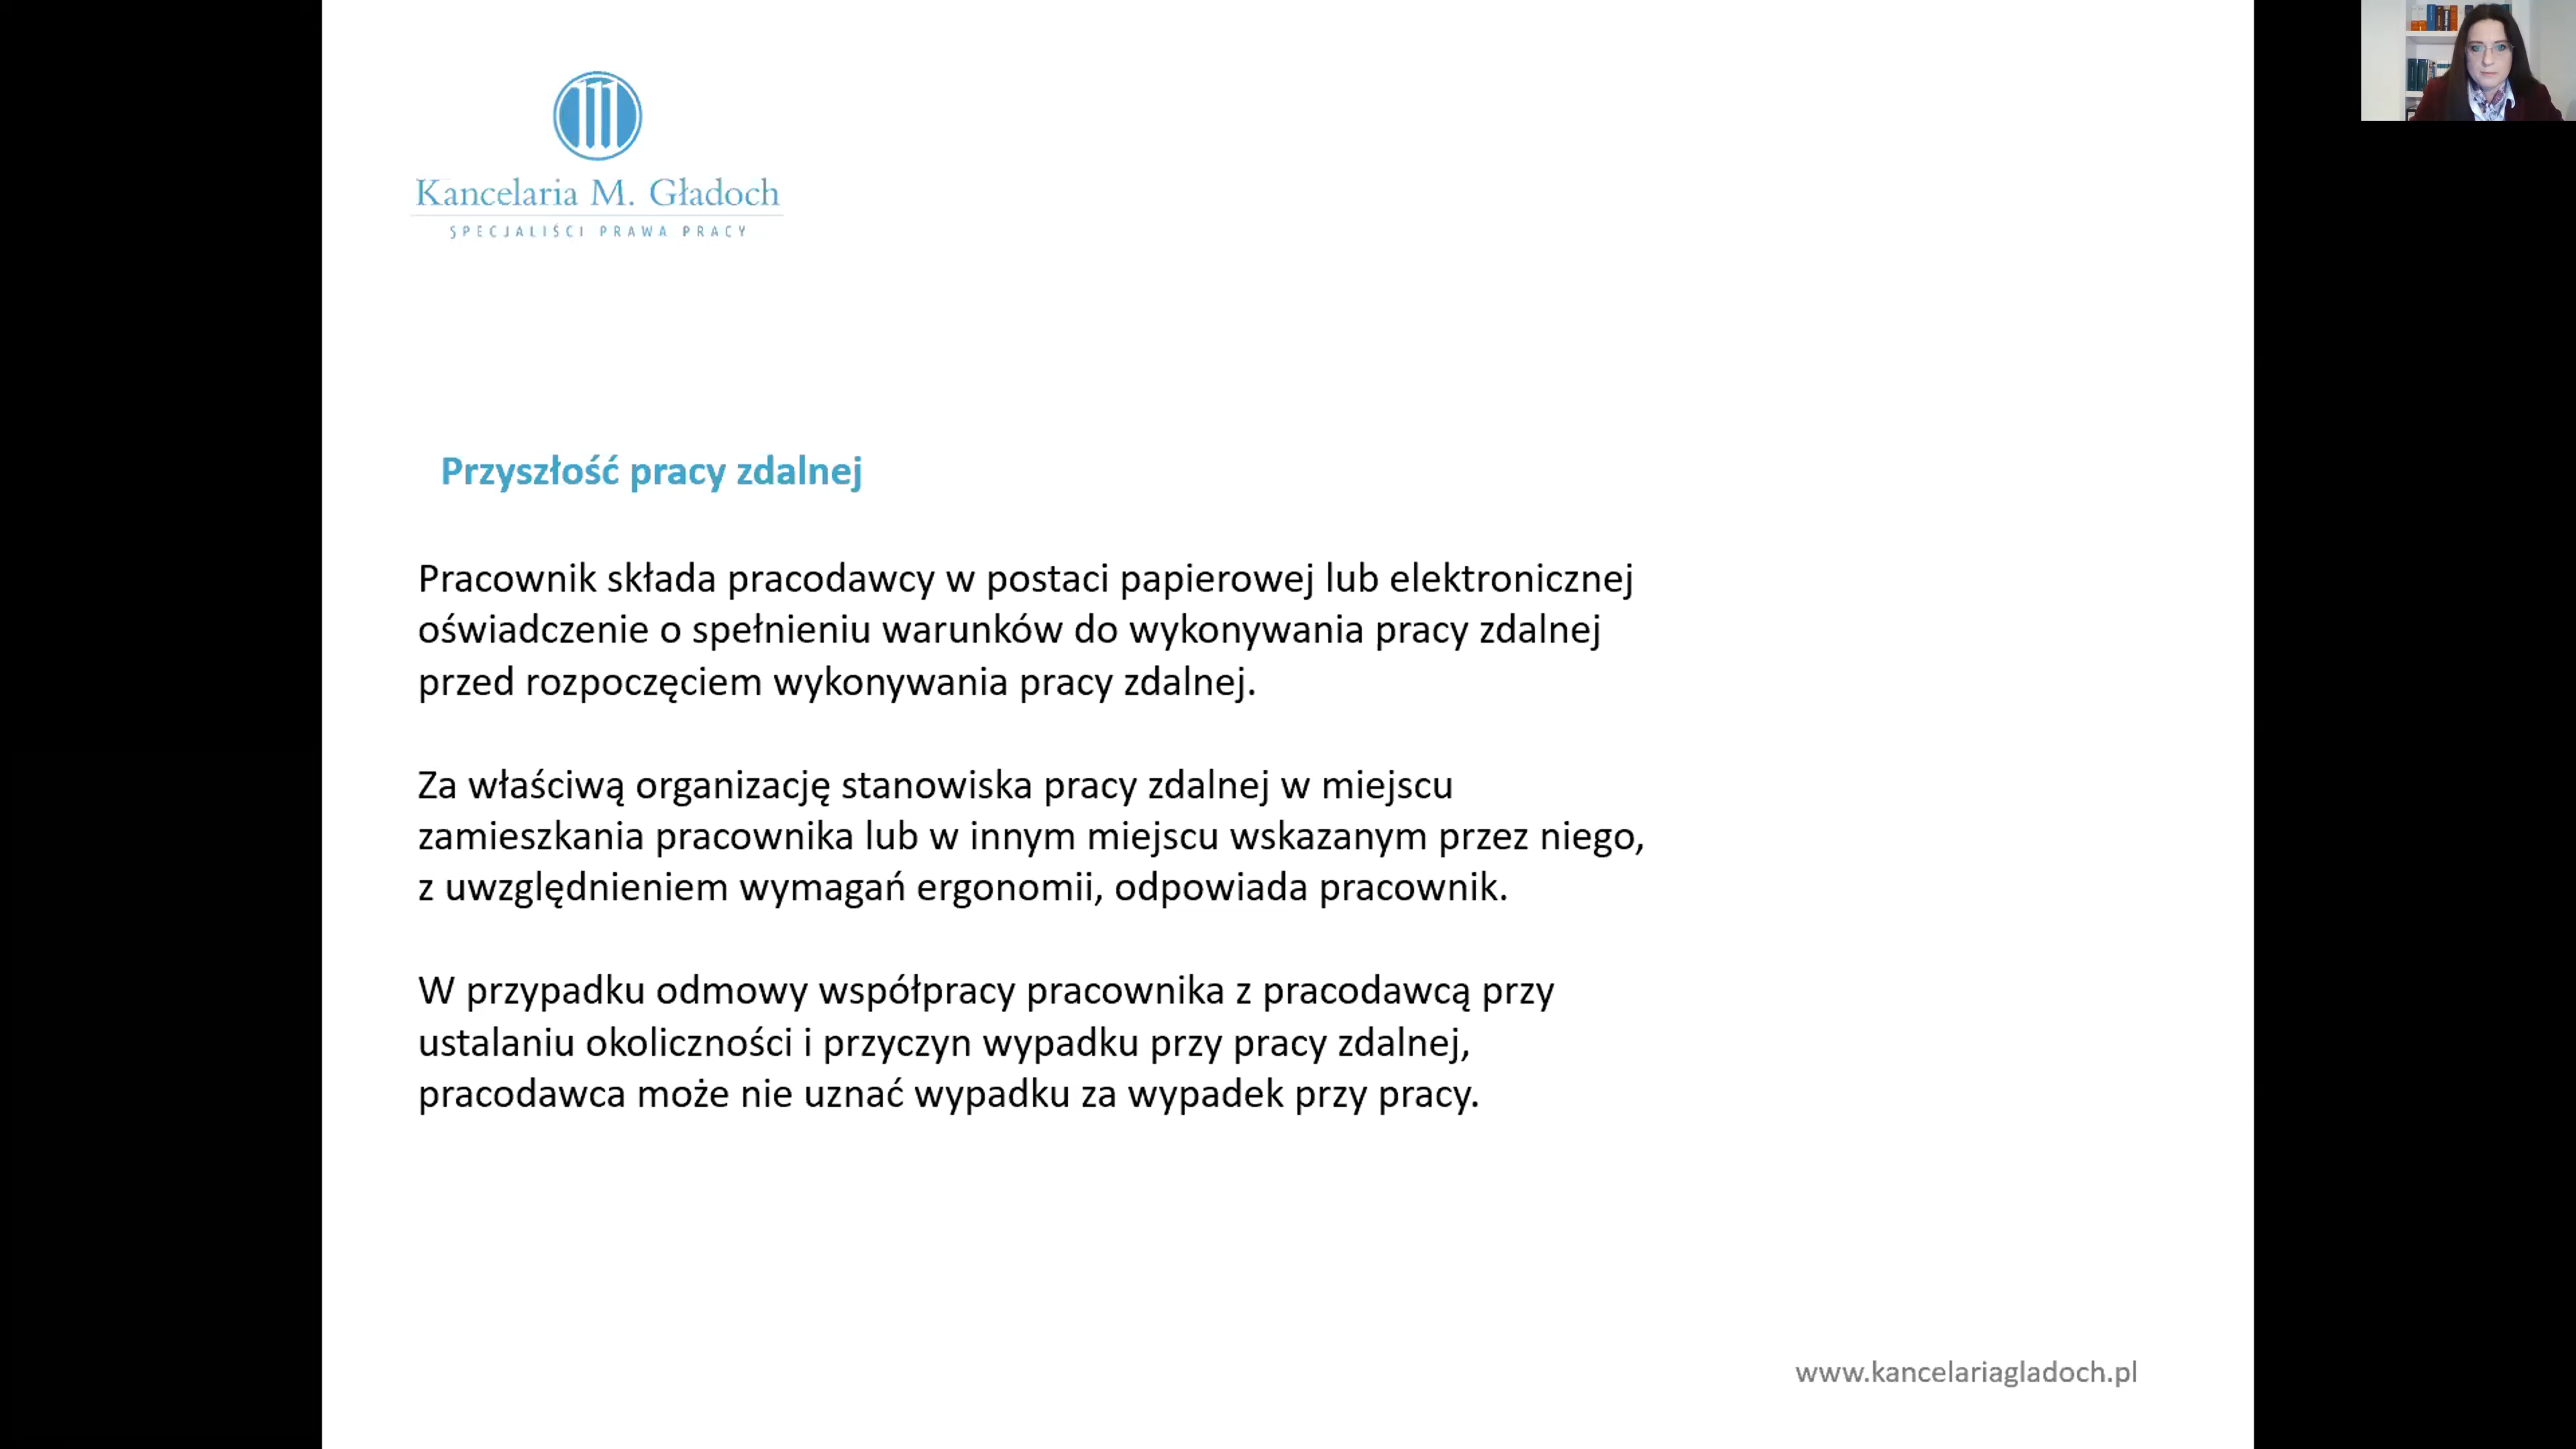 Kancelaria M. Gładoch
SPECJALIŚCI PRAWA PRACY
Przyszłość pracy zdalnej
Pracownik składa pracodawcy w postaci papierowej lub elektronicznej
oświadczenie o spełnieniu warunków do wykonywania pracy zdalnej
przed rozpoczęciem wykonywania pracy zdalnej.
Za właściwą organizację stanowiska pracy zdalnej w miejscu
zamieszkania pracownika lub w innym miejscu wskazanym przez niego,
z uwzględnieniem wymagań ergonomii, odpowiada pracownik.
W przypadku odmowy współpracy pracownika z pracodawcą przy
ustalaniu okoliczności i przyczyn wypadku przy pracy zdalnej,
pracodawca może nie uznać wypadku za wypadek przy pracy.
www.kancelariagladoch.pl